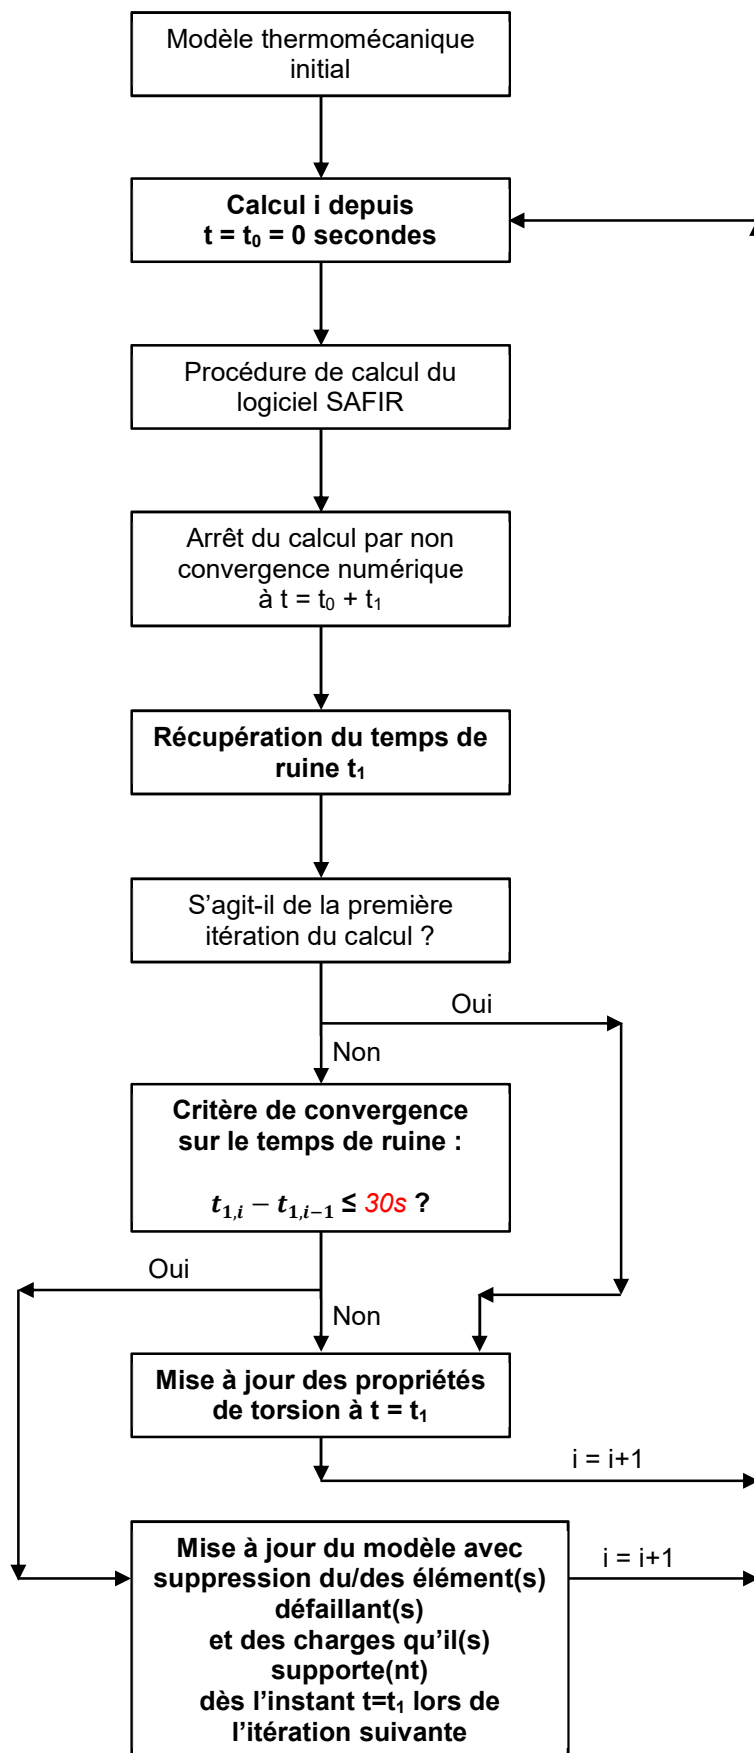 Modèle thermomécanique
initial
Calcul i depuis
t = t₀ = 0 secondes
Procédure de calcul du
logiciel SAFIR
Arrêt du calcul par non
convergence numérique
à t = t₀ + t₁
Récupération du temps de
ruine t₁
S’agit-il de la première
itération du calcul ?
Oui
Non
Critère de convergence
sur le temps de ruine :
t₁,ᵢ − t₁,ᵢ₋₁ ≤ 30s ?
Oui
Non
Mise à jour des propriétés
de torsion à t = t₁
i = i+1
Mise à jour du modèle avec
suppression du/des élément(s)
défaillant(s)
et des charges qu’il(s)
supporte(nt)
dès l’instant t=t₁ lors de
l’itération suivante
i = i+1